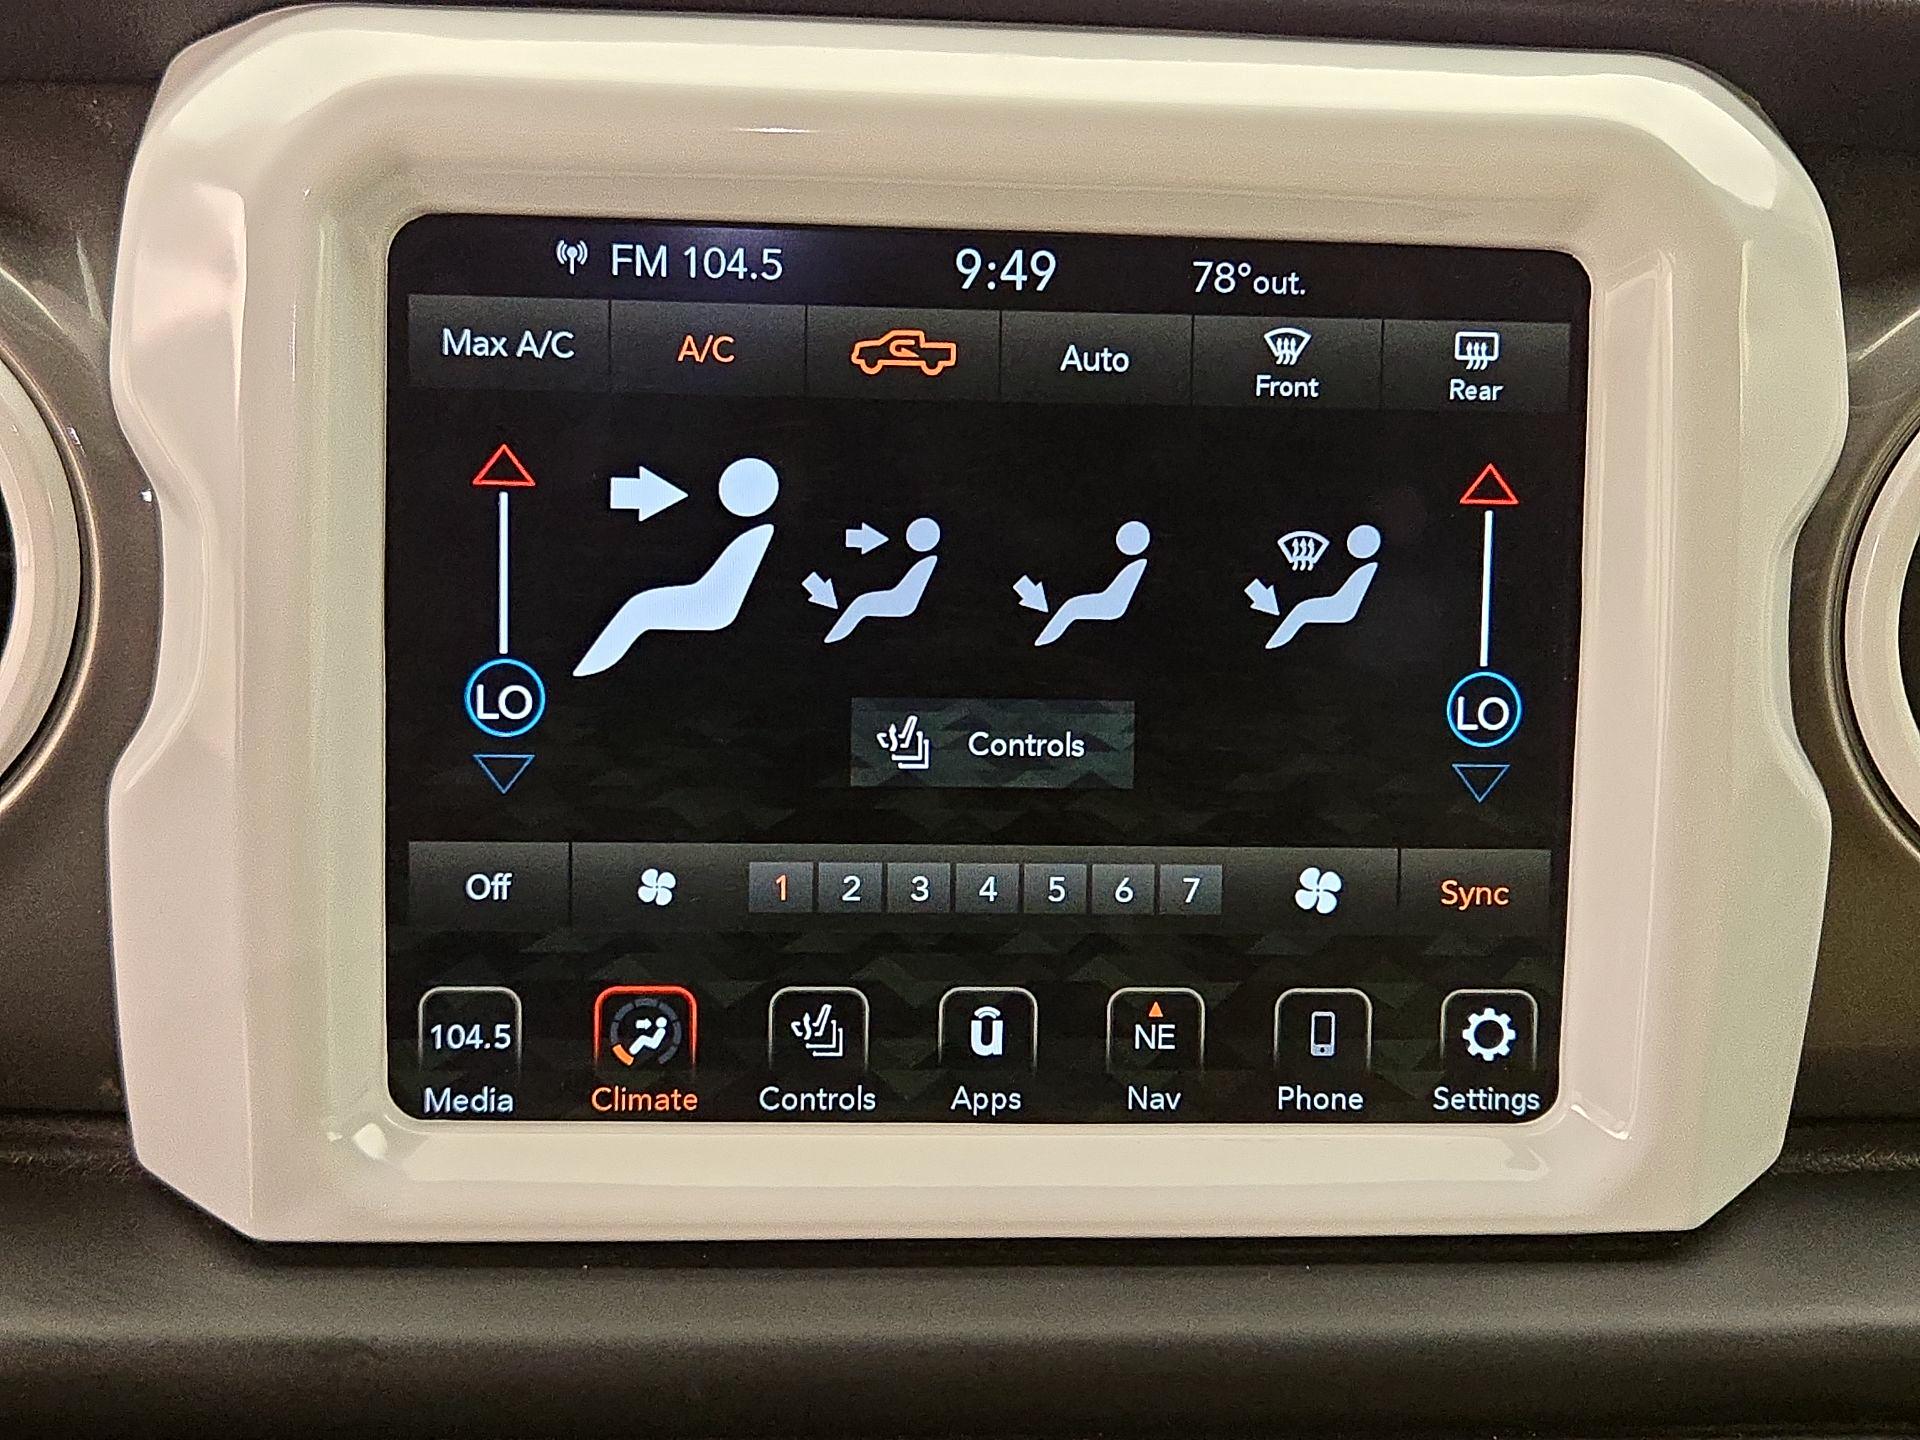 FM 104.5 9:49 78°out.
Max A/C A/C Auto Front Rear
LO LO
Controls
Off 1 2 3 4 5 6 7 Sync
104.5 NE
Media Climate Controls Apps Nav Phone Settings